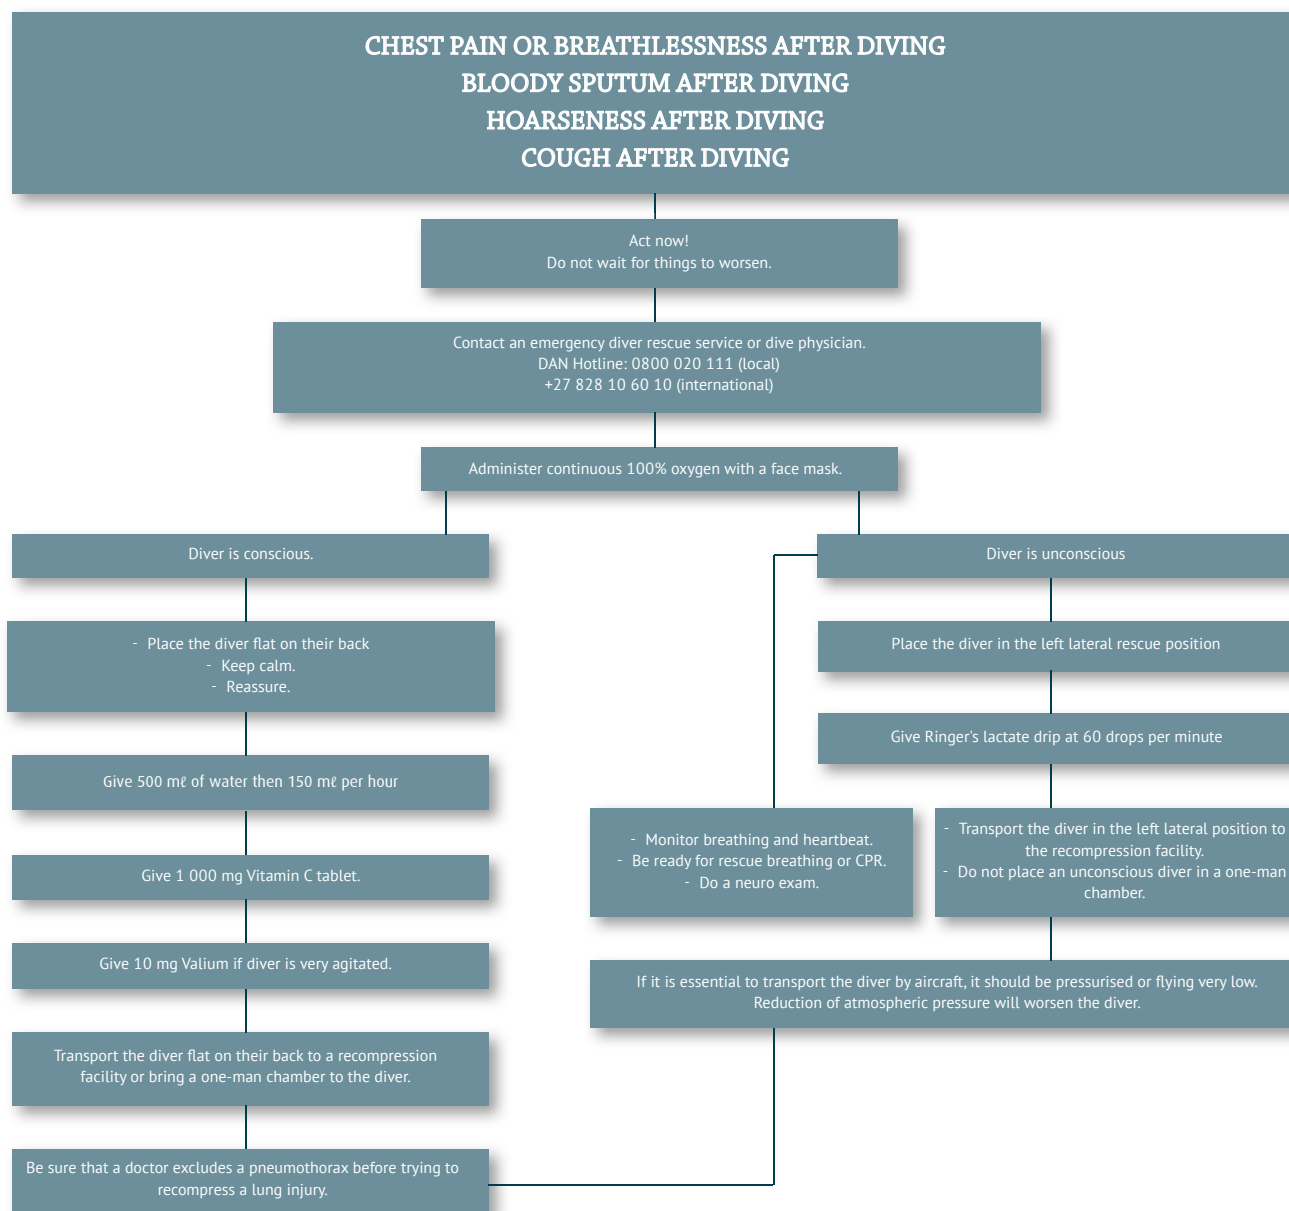 CHEST PAIN OR BREATHLESSNESS AFTER DIVING
BLOODY SPUTUM AFTER DIVING
HOARSENESS AFTER DIVING
COUGH AFTER DIVING
Act now!
Do not wait for things to worsen.
Contact an emergency diver rescue service or dive physician.
DAN Hotline: 0800 020 111 (local)
+27 828 10 60 10 (international)
Administer continuous 100% oxygen with a face mask.
Diver is conscious.
- Place the diver flat on their back
- Keep calm.
- Reassure.
Give 500 mℓ of water then 150 mℓ per hour
Give 1 000 mg Vitamin C tablet.
Give 10 mg Valium if diver is very agitated.
Transport the diver flat on their back to a recompression
facility or bring a one-man chamber to the diver.
Be sure that a doctor excludes a pneumothorax before trying to
recompress a lung injury.
Diver is unconscious
Place the diver in the left lateral rescue position
Give Ringer's lactate drip at 60 drops per minute
- Monitor breathing and heartbeat.
- Be ready for rescue breathing or CPR.
- Do a neuro exam.
- Transport the diver in the left lateral position to
the recompression facility.
- Do not place an unconscious diver in a one-man
chamber.
If it is essential to transport the diver by aircraft, it should be pressurised or flying very low.
Reduction of atmospheric pressure will worsen the diver.